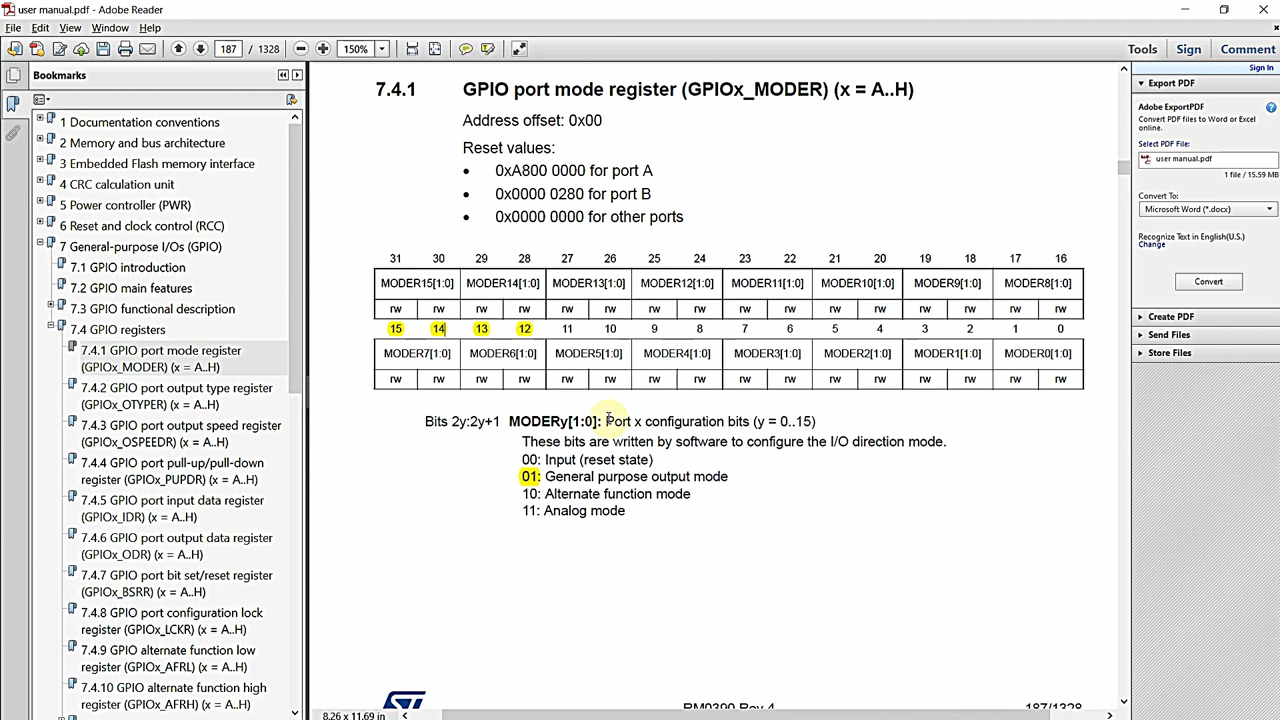 user manual.pdf - Adobe Reader
File Edit View Window Help
187 / 1328 150% Tools Sign Comment
Bookmarks
1 Documentation conventions
2 Memory and bus architecture
3 Embedded Flash memory interface
4 CRC calculation unit
5 Power controller (PWR)
6 Reset and clock control (RCC)
7 General-purpose I/Os (GPIO)
7.1 GPIO introduction
7.2 GPIO main features
7.3 GPIO functional description
7.4 GPIO registers
7.4.1 GPIO port mode register
(GPIOx_MODER) (x = A..H)
7.4.2 GPIO port output type register
(GPIOx_OTYPER) (x = A..H)
7.4.3 GPIO port output speed register
(GPIOx_OSPEEDR) (x = A..H)
7.4.4 GPIO port pull-up/pull-down
register (GPIOx_PUPDR) (x = A..H)
7.4.5 GPIO port input data register
(GPIOx_IDR) (x = A..H)
7.4.6 GPIO port output data register
(GPIOx_ODR) (x = A..H)
7.4.7 GPIO port bit set/reset register
(GPIOx_BSRR) (x = A..H)
7.4.8 GPIO port configuration lock
register (GPIOx_LCKR) (x = A..H)
7.4.9 GPIO alternate function low
register (GPIOx_AFRL) (x = A..H)
7.4.10 GPIO alternate function high
register (GPIOx_AFRH) (x = A..H)
7.4.1 GPIO port mode register (GPIOx_MODER) (x = A..H)
Address offset: 0x00
Reset values:
• 0xA800 0000 for port A
• 0x0000 0280 for port B
• 0x0000 0000 for other ports
31 30 29 28 27 26 25 24 23 22 21 20 19 18 17 16
MODER15[1:0] MODER14[1:0] MODER13[1:0] MODER12[1:0] MODER11[1:0] MODER10[1:0] MODER9[1:0] MODER8[1:0]
rw rw rw rw rw rw rw rw rw rw rw rw rw rw rw rw
15 14 13 12 11 10 9 8 7 6 5 4 3 2 1 0
MODER7[1:0] MODER6[1:0] MODER5[1:0] MODER4[1:0] MODER3[1:0] MODER2[1:0] MODER1[1:0] MODER0[1:0]
rw rw rw rw rw rw rw rw rw rw rw rw rw rw rw rw
Bits 2y:2y+1 MODERy[1:0]: Port x configuration bits (y = 0..15)
These bits are written by software to configure the I/O direction mode.
00: Input (reset state)
01: General purpose output mode
10: Alternate function mode
11: Analog mode
ST
RM0390 Rev 4 187/1328
8.26 x 11.69 in
Sign In
Export PDF
Adobe ExportPDF
Convert PDF files to Word or Excel
online.
Select PDF File:
user manual.pdf
1 file / 15.59 MB
Convert To:
Microsoft Word (*.docx)
Recognize Text in English(U.S.)
Change
Convert
Create PDF
Send Files
Store Files